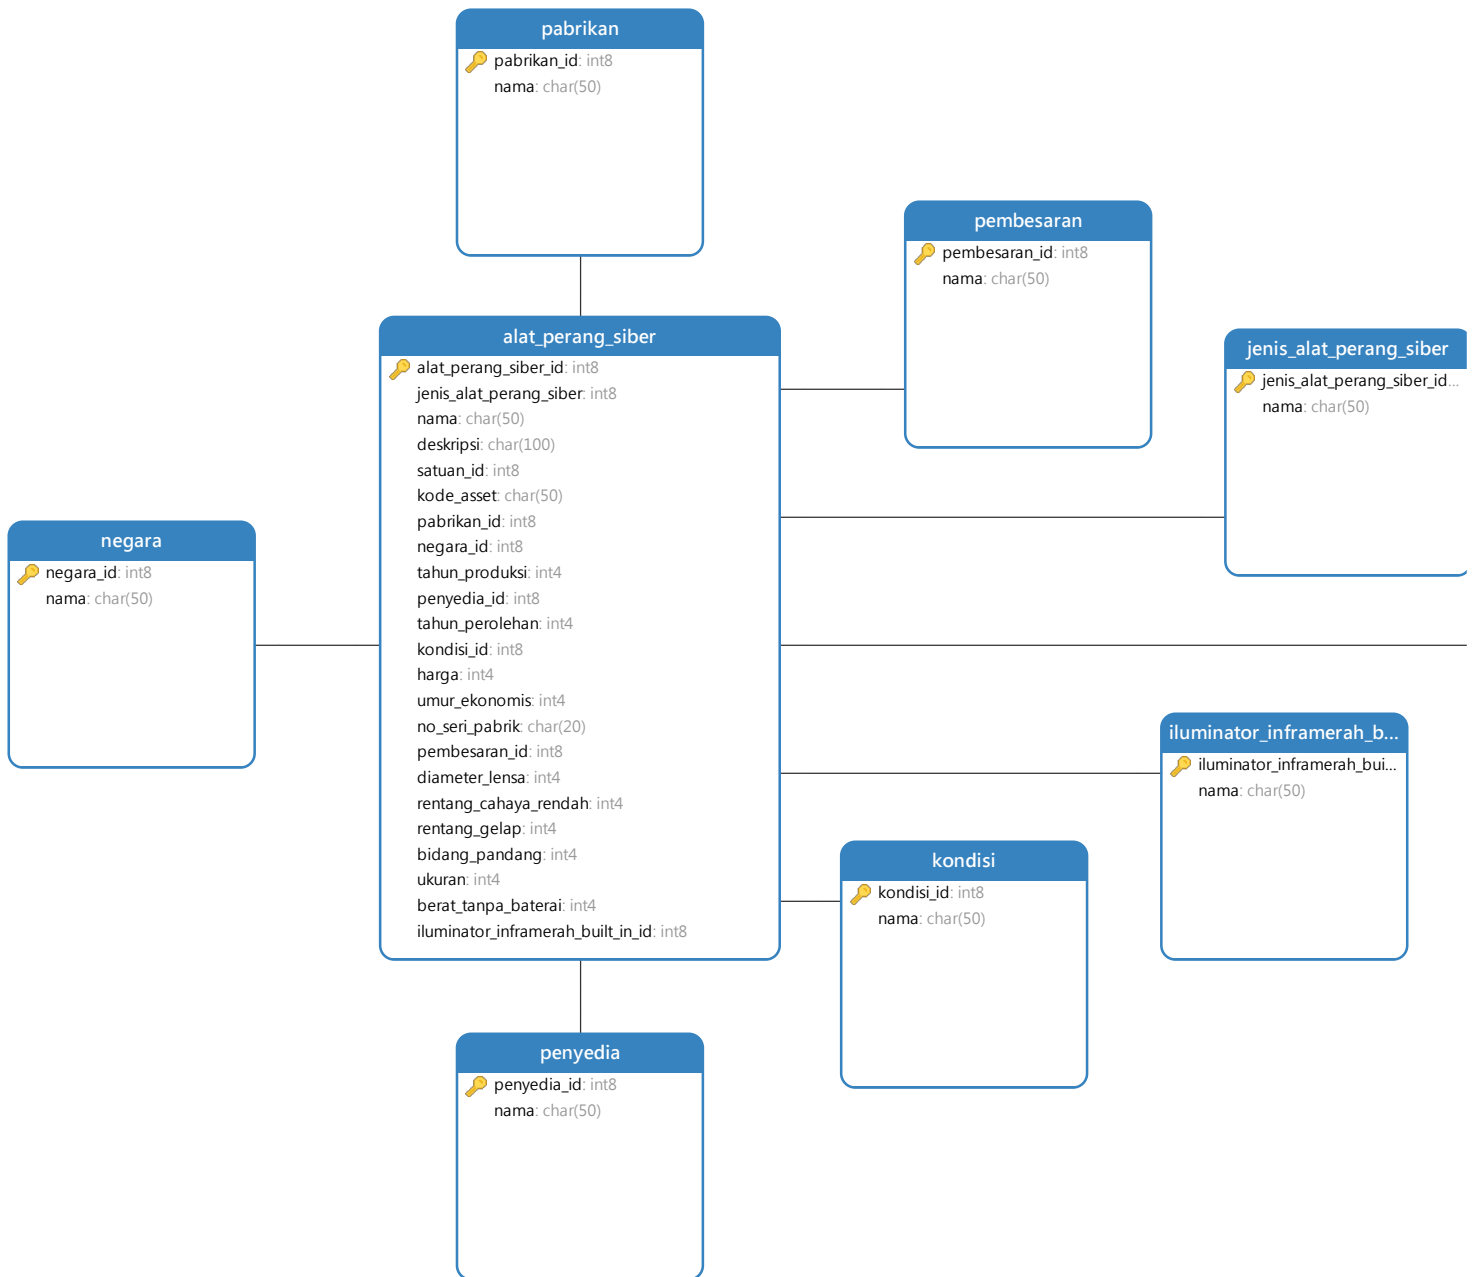 pabrikan
pabrikan_id: int8
nama: char(50)
pembesaran
pembesaran_id: int8
nama: char(50)
alat_perang_siber
alat_perang_siber_id: int8
jenis_alat_perang_siber: int8
nama: char(50)
deskripsi: char(100)
satuan_id: int8
kode_asset: char(50)
pabrikan_id: int8
negara_id: int8
tahun_produksi: int4
penyedia_id: int8
tahun_perolehan: int4
kondisi_id: int8
harga: int4
umur_ekonomis: int4
no_seri_pabrik: char(20)
pembesaran_id: int8
diameter_lensa: int4
rentang_cahaya_rendah: int4
rentang_gelap: int4
bidang_pandang: int4
ukuran: int4
berat_tanpa_baterai: int4
iluminator_inframerah_built_in_id: int8
jenis_alat_perang_siber
jenis_alat_perang_siber_id...
nama: char(50)
negara
negara_id: int8
nama: char(50)
iluminator_inframerah_b...
iluminator_inframerah_bui...
nama: char(50)
kondisi
kondisi_id: int8
nama: char(50)
penyedia
penyedia_id: int8
nama: char(50)